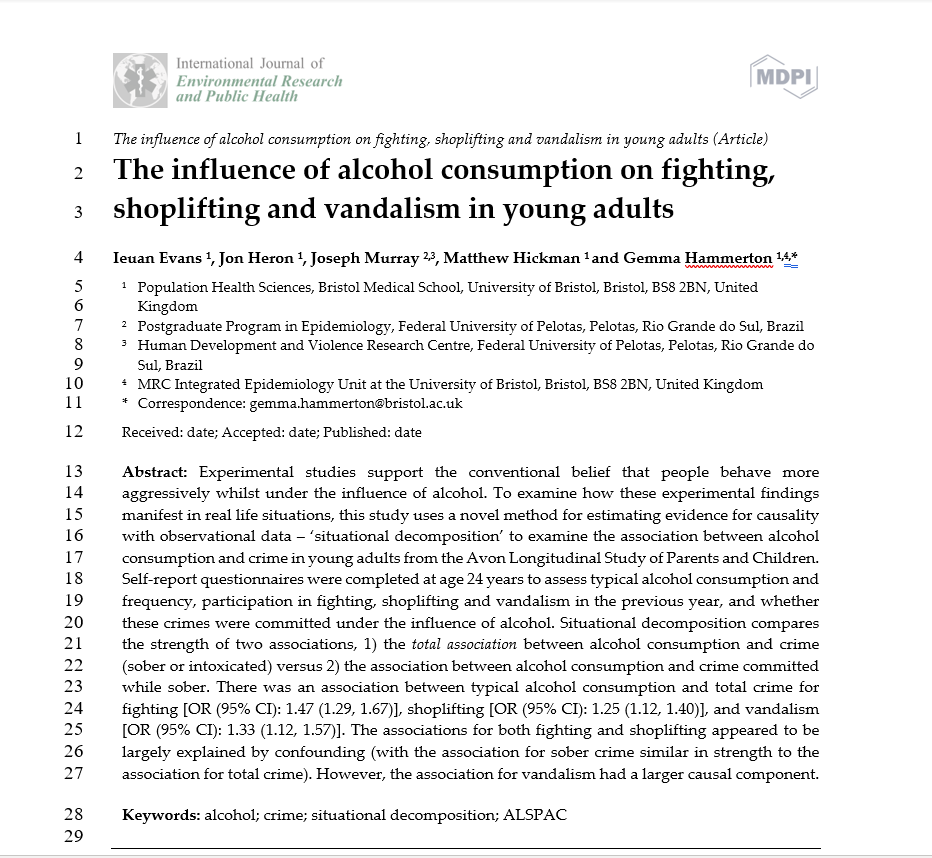 International Journal of
Environmental Research
and Public Health
MDPI
1 The influence of alcohol consumption on fighting, shoplifting and vandalism in young adults (Article)
2 The influence of alcohol consumption on fighting,
3 shoplifting and vandalism in young adults
4 Ieuan Evans ¹, Jon Heron ¹, Joseph Murray ²,³, Matthew Hickman ¹ and Gemma Hammerton ¹,⁴,*
5 ¹ Population Health Sciences, Bristol Medical School, University of Bristol, Bristol, BS8 2BN, United
6 Kingdom
7 ² Postgraduate Program in Epidemiology, Federal University of Pelotas, Pelotas, Rio Grande do Sul, Brazil
8 ³ Human Development and Violence Research Centre, Federal University of Pelotas, Pelotas, Rio Grande do
9 Sul, Brazil
10 ⁴ MRC Integrated Epidemiology Unit at the University of Bristol, Bristol, BS8 2BN, United Kingdom
11 * Correspondence: gemma.hammerton@bristol.ac.uk
12 Received: date; Accepted: date; Published: date
13 Abstract: Experimental studies support the conventional belief that people behave more
14 aggressively whilst under the influence of alcohol. To examine how these experimental findings
15 manifest in real life situations, this study uses a novel method for estimating evidence for causality
16 with observational data – ‘situational decomposition’ to examine the association between alcohol
17 consumption and crime in young adults from the Avon Longitudinal Study of Parents and Children.
18 Self-report questionnaires were completed at age 24 years to assess typical alcohol consumption and
19 frequency, participation in fighting, shoplifting and vandalism in the previous year, and whether
20 these crimes were committed under the influence of alcohol. Situational decomposition compares
21 the strength of two associations, 1) the total association between alcohol consumption and crime
22 (sober or intoxicated) versus 2) the association between alcohol consumption and crime committed
23 while sober. There was an association between typical alcohol consumption and total crime for
24 fighting [OR (95% CI): 1.47 (1.29, 1.67)], shoplifting [OR (95% CI): 1.25 (1.12, 1.40)], and vandalism
25 [OR (95% CI): 1.33 (1.12, 1.57)]. The associations for both fighting and shoplifting appeared to be
26 largely explained by confounding (with the association for sober crime similar in strength to the
27 association for total crime). However, the association for vandalism had a larger causal component.
28 Keywords: alcohol; crime; situational decomposition; ALSPAC
29